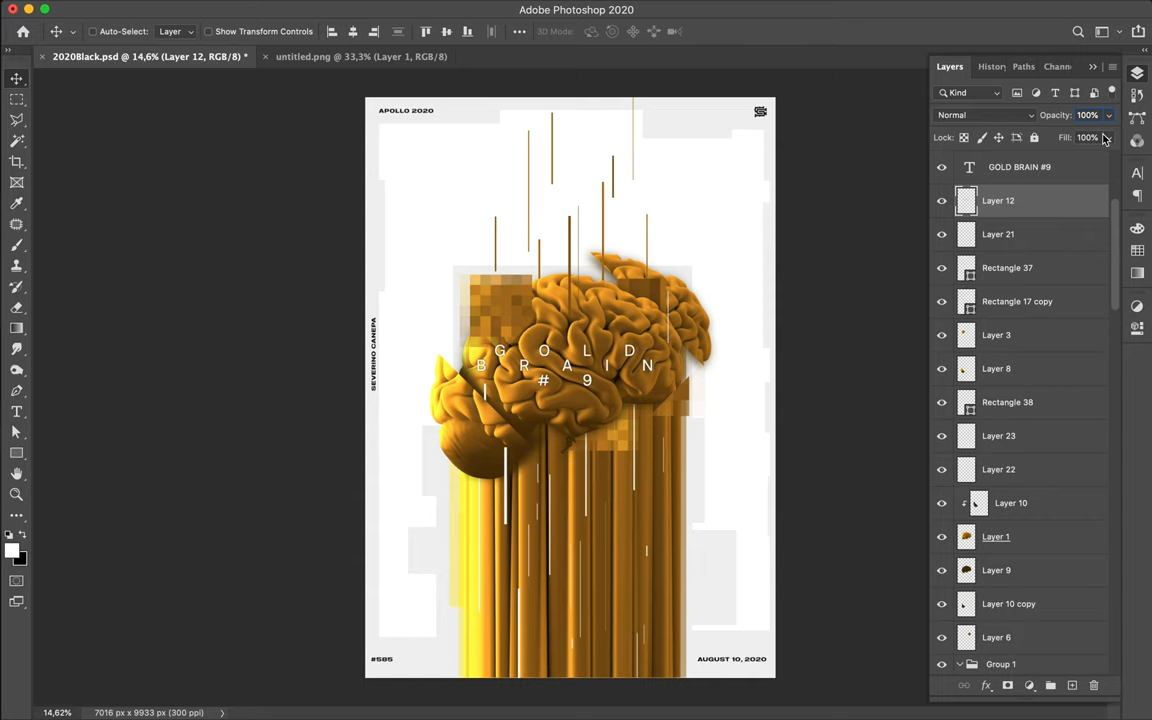 Adobe Photoshop 2020
Auto-Select: Layer Show Transform Controls 3D Mode:
2020Black.psd @ 14,6% (Layer 12, RGB/8) * untitled.png @ 33,3% (Layer 1, RGB/8)
Layers Histor Paths Chann
Kind
Normal Opacity: 100%
Lock: Fill: 100%
GOLD BRAIN #9
Layer 12
Layer 21
Rectangle 37
Rectangle 17 copy
Layer 3
Layer 8
Rectangle 38
Layer 23
Layer 22
Layer 10
Layer 1
Layer 9
Layer 10 copy
Layer 6
Group 1
APOLLO 2020
SEVERINO CANEPA
G O L D
B R A I N
# 9
#585
AUGUST 10, 2020
14,62% 7016 px x 9933 px (300 ppi)